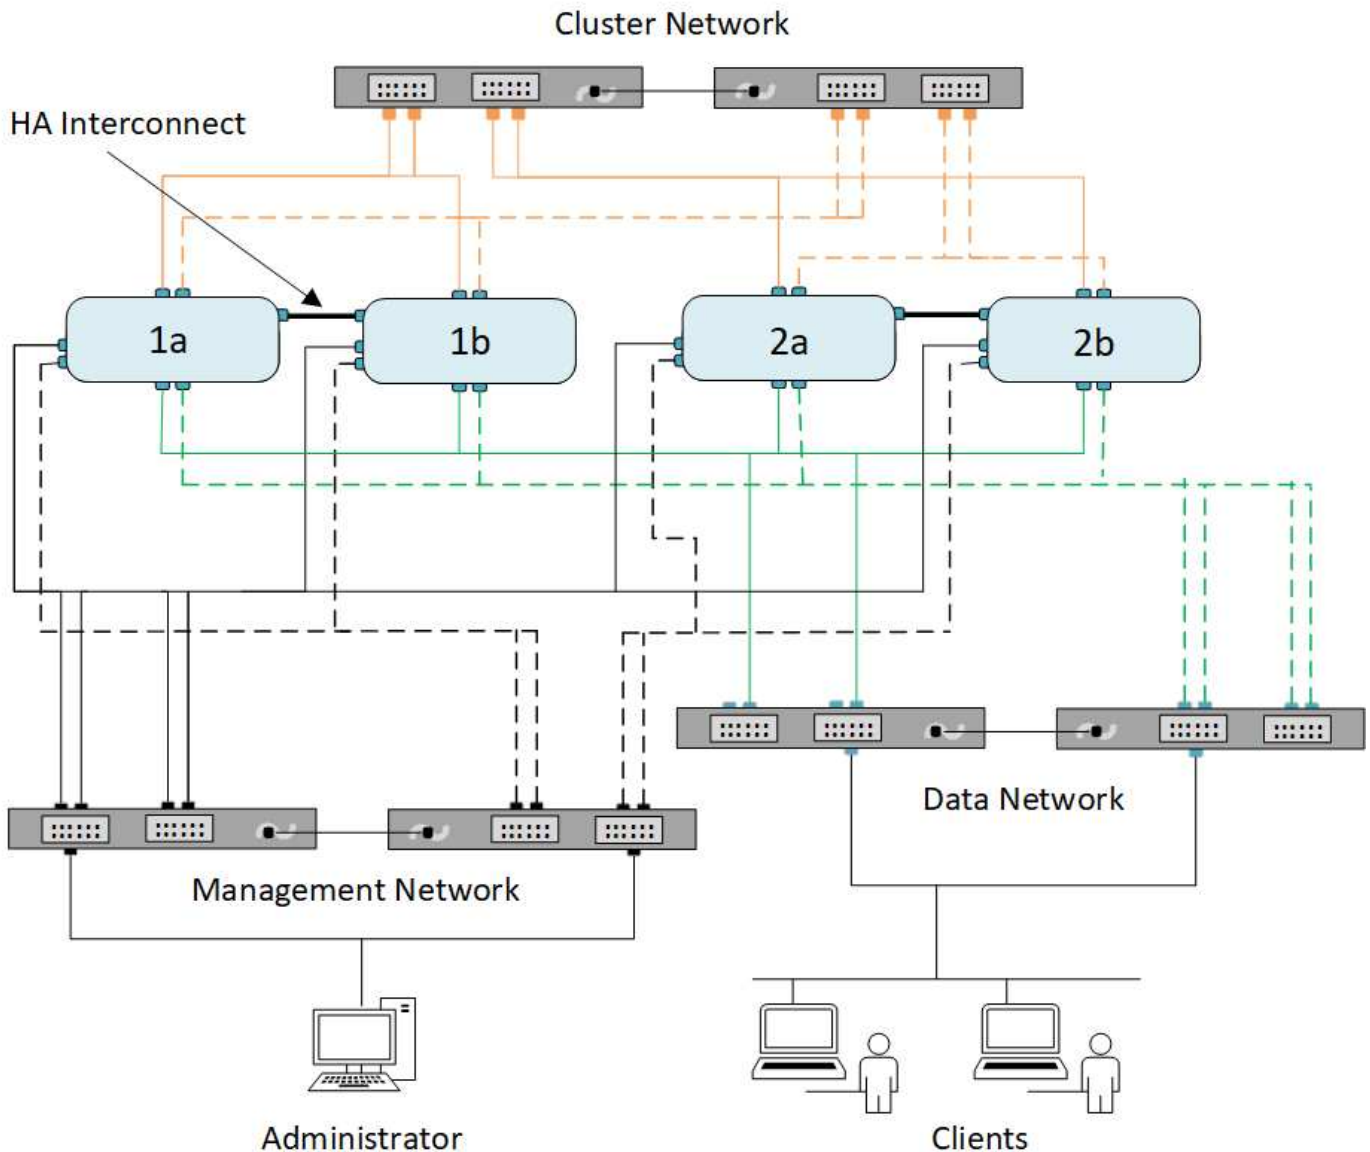 Cluster Network
HA Interconnect
1a
1b
2a
2b
Data Network
Management Network
Administrator
Clients